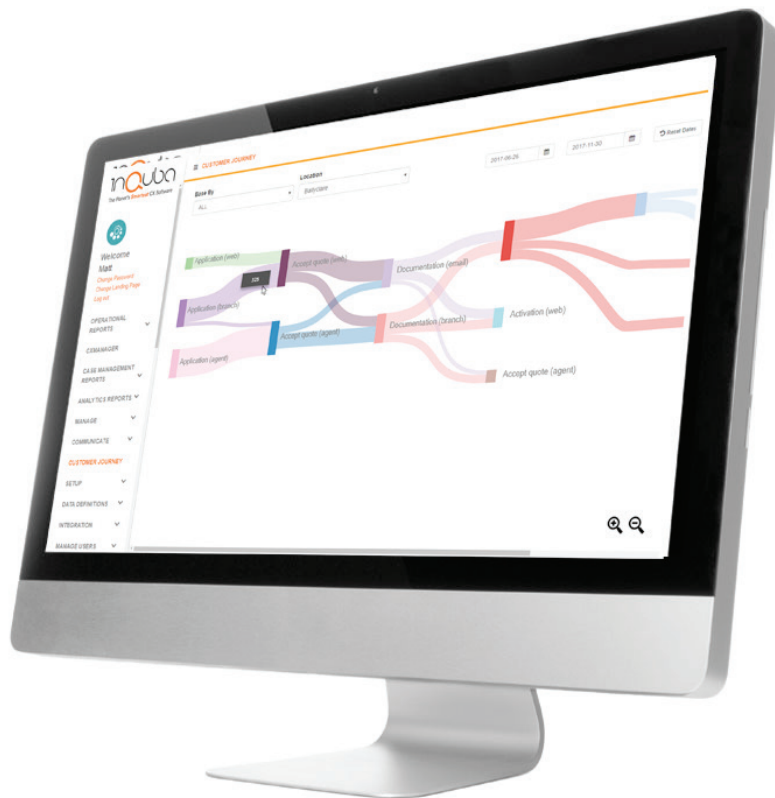 inQuba
The Planet's Smartest CX Software
Welcome
Matt
Change Password
Change Landing Page
Log out
OPERATIONAL
REPORTS
CXMANAGER
CASE MANAGEMENT
REPORTS
ANALYTICS REPORTS
MANAGE
COMMUNICATE
CUSTOMER JOURNEY
SETUP
DATA DEFINITIONS
INTEGRATION
MANAGE USERS
CUSTOMER JOURNEY
2017-06-26
2017-11-30
Reset Dates
Base By
Location
ALL
Application (web)
Accept quote (web)
Documentation (email)
Application (branch)
Accept quote (agent)
Documentation (branch)
Activation (web)
Application (agent)
Accept quote (agent)